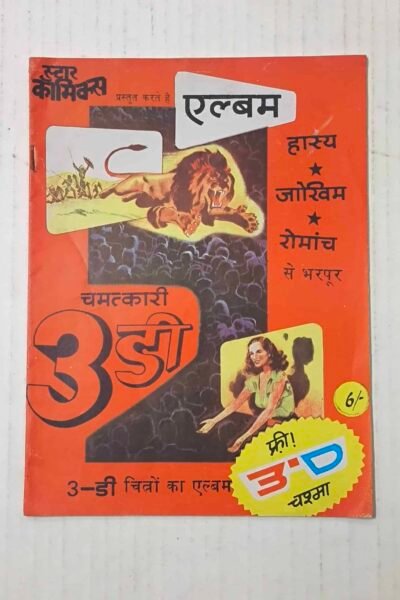 स्टार
कॉमिक्स
प्रस्तुत करते है
एल्बम
हास्य
जोखिम
रोमांच
से भरपूर
चमत्कारी
3डी
6/-
फ्री!
3-D
चश्मा
3-डी चित्रों का एल्बम